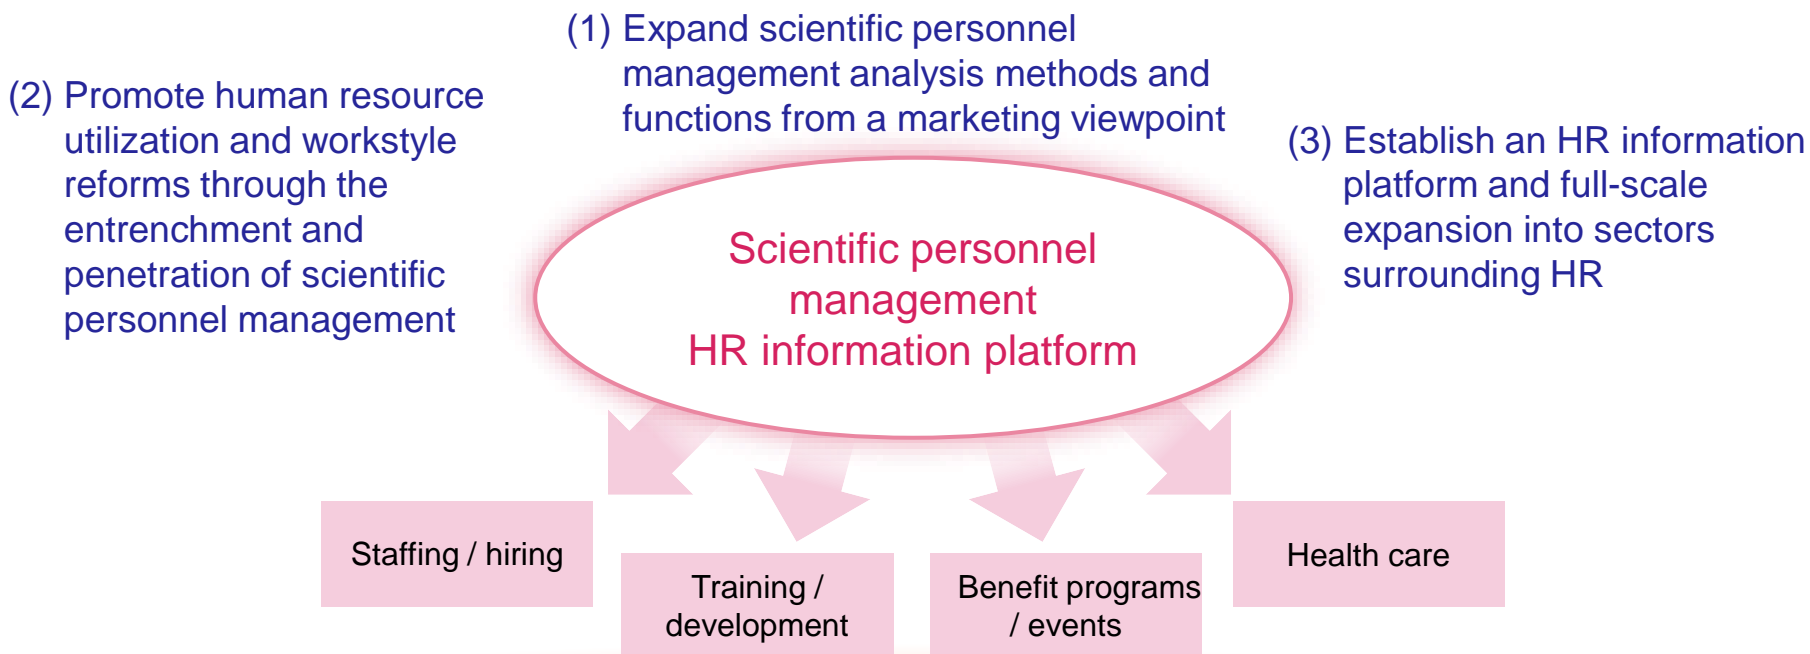 (1) Expand scientific personnel
management analysis methods and
functions from a marketing viewpoint
(2) Promote human resource
utilization and workstyle
reforms through the
entrenchment and
penetration of scientific
personnel management
(3) Establish an HR information
platform and full-scale
expansion into sectors
surrounding HR
Scientific personnel
management
HR information platform
Staffing / hiring
Training /
development
Benefit programs
/ events
Health care